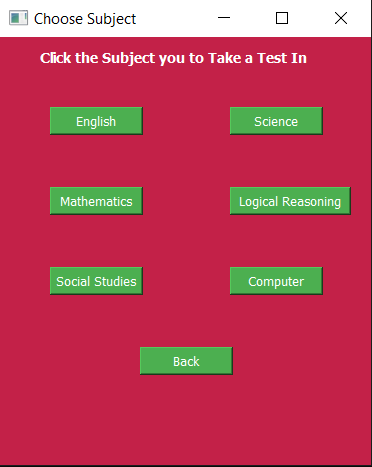 Choose Subject
Click the Subject you to Take a Test In
English
Science
Mathematics
Logical Reasoning
Social Studies
Computer
Back